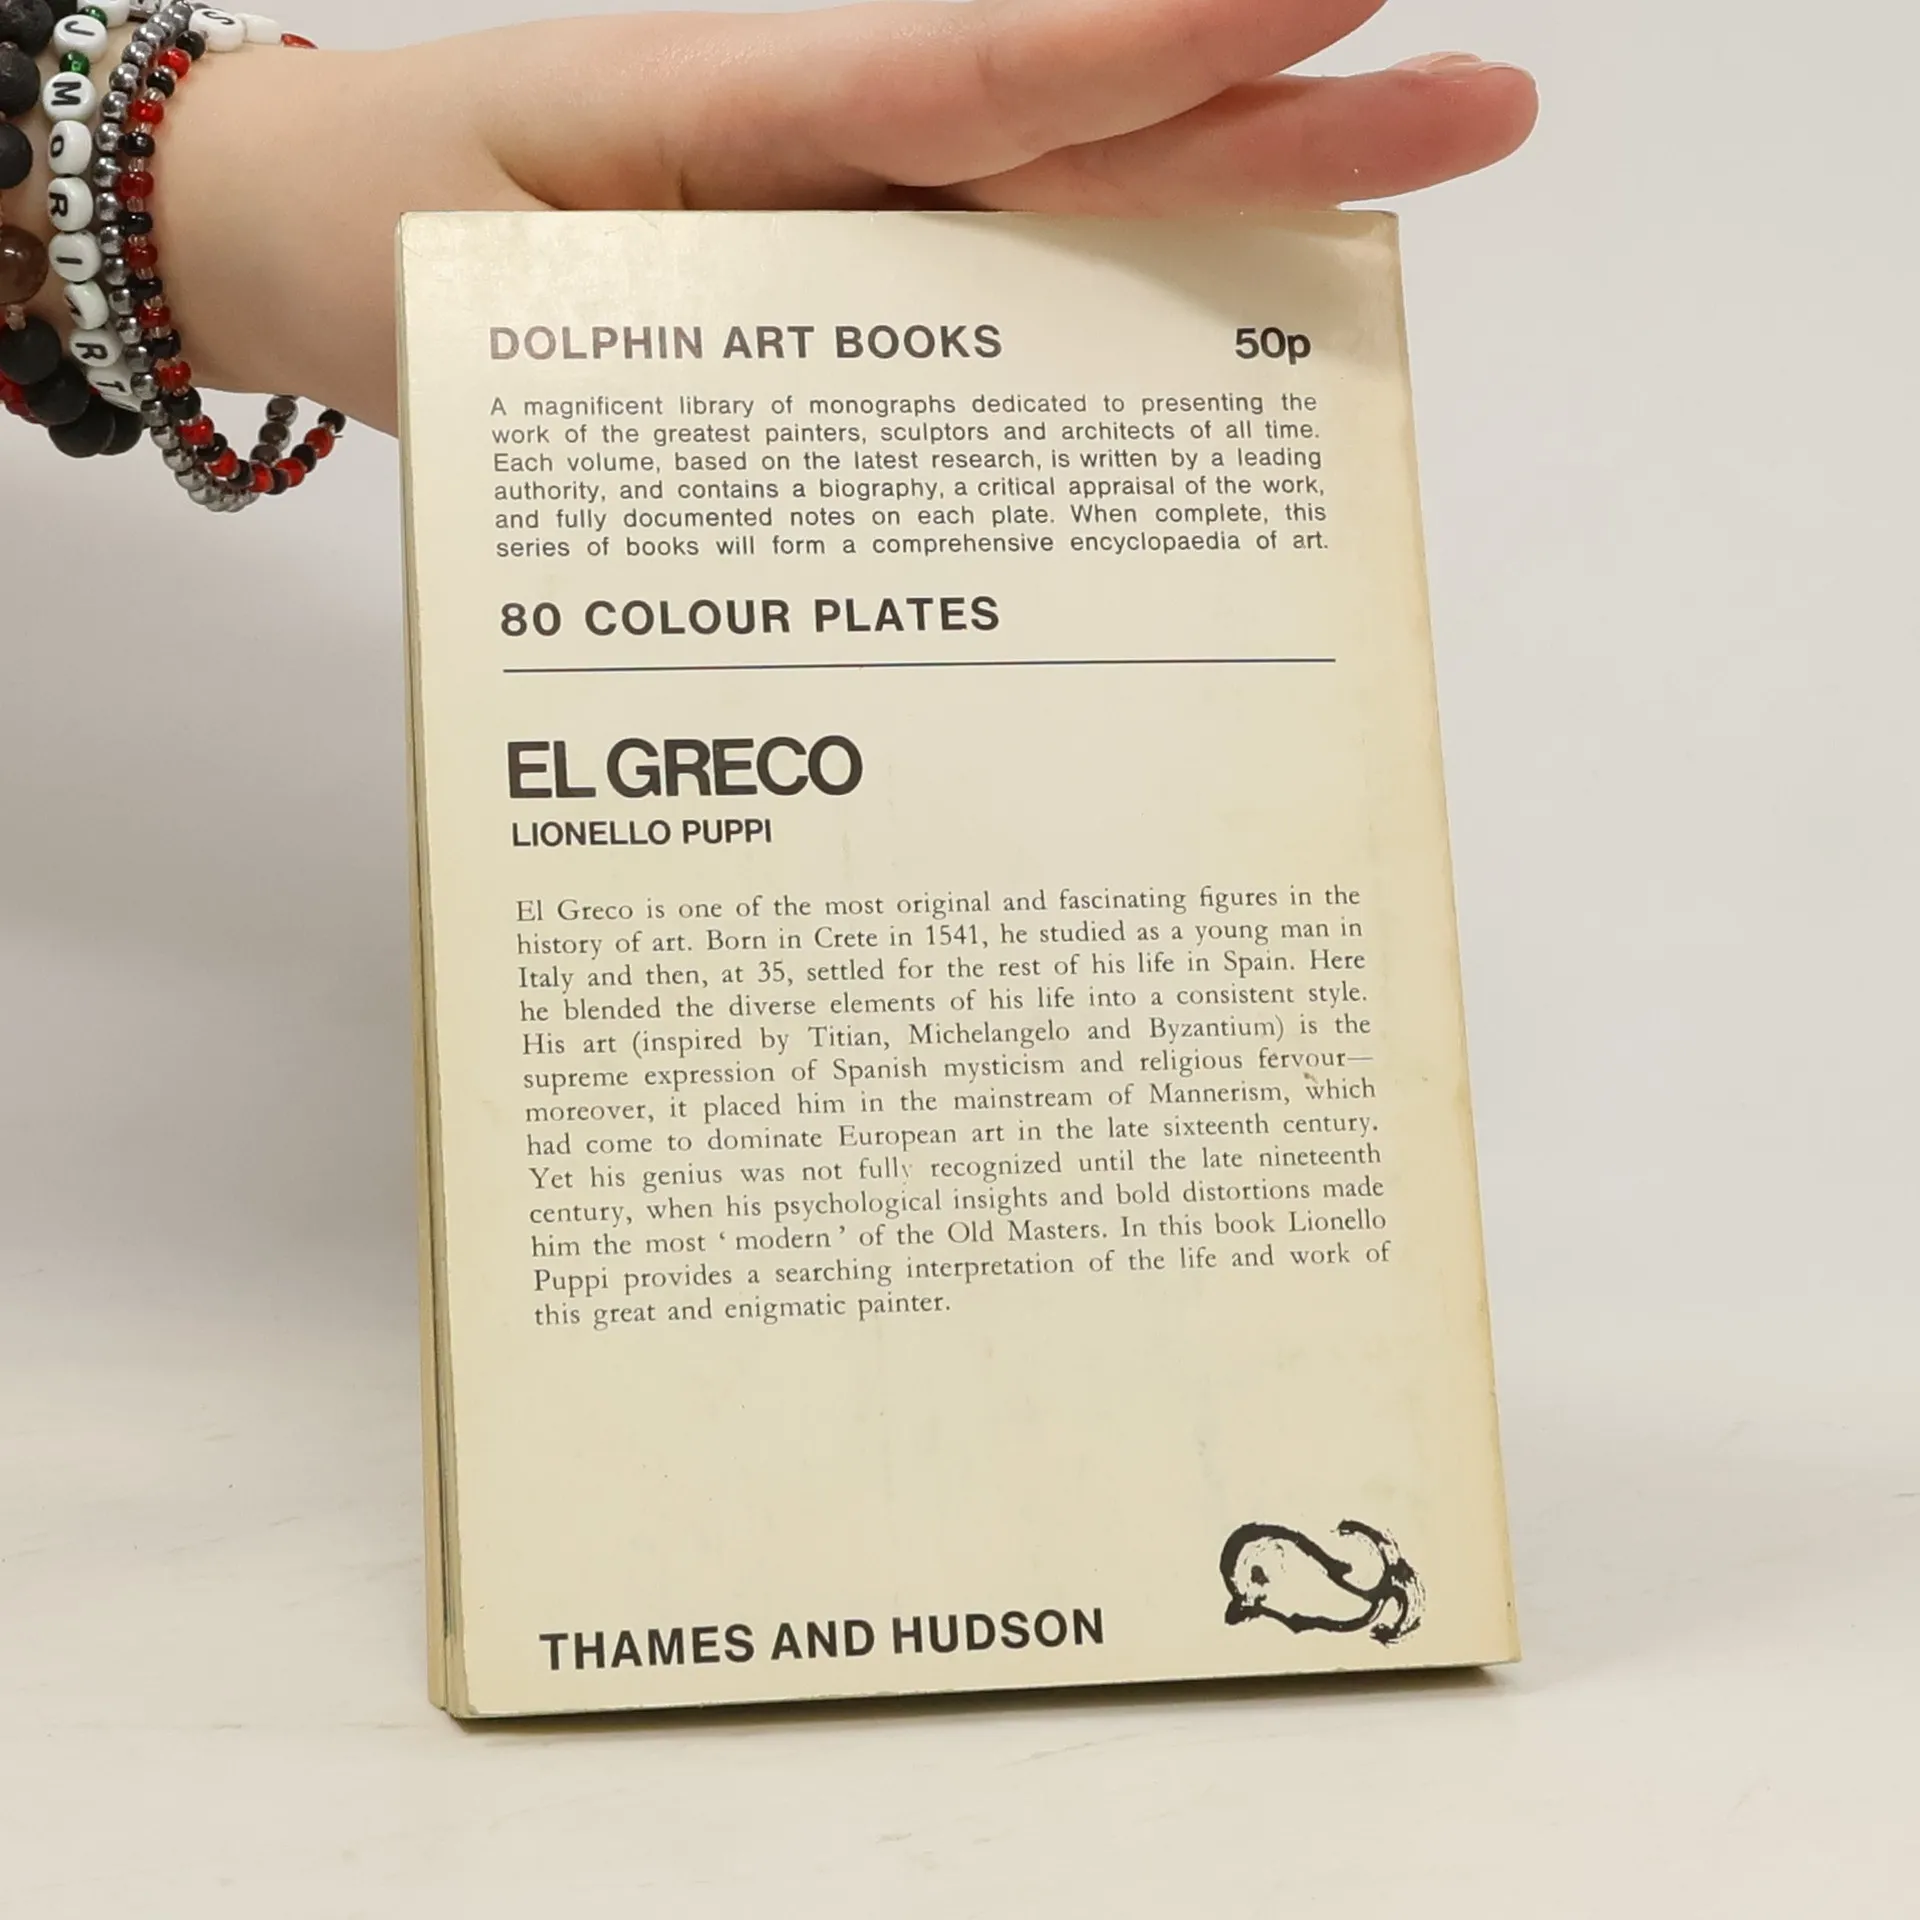 S
J
MORIARTY
DOLPHIN ART BOOKS 50p
A magnificent library of monographs dedicated to presenting the
work of the greatest painters, sculptors and architects of all time.
Each volume, based on the latest research, is written by a leading
authority, and contains a biography, a critical appraisal of the work,
and fully documented notes on each plate. When complete, this
series of books will form a comprehensive encyclopaedia of art.
80 COLOUR PLATES
EL GRECO
LIONELLO PUPPI
El Greco is one of the most original and fascinating figures in the
history of art. Born in Crete in 1541, he studied as a young man in
Italy and then, at 35, settled for the rest of his life in Spain. Here
he blended the diverse elements of his life into a consistent style.
His art (inspired by Titian, Michelangelo and Byzantium) is the
supreme expression of Spanish mysticism and religious fervour—
moreover, it placed him in the mainstream of Mannerism, which
had come to dominate European art in the late sixteenth century.
Yet his genius was not fully recognized until the late nineteenth
century, when his psychological insights and bold distortions made
him the most ‘ modern ’ of the Old Masters. In this book Lionello
Puppi provides a searching interpretation of the life and work of
this great and enigmatic painter.
THAMES AND HUDSON